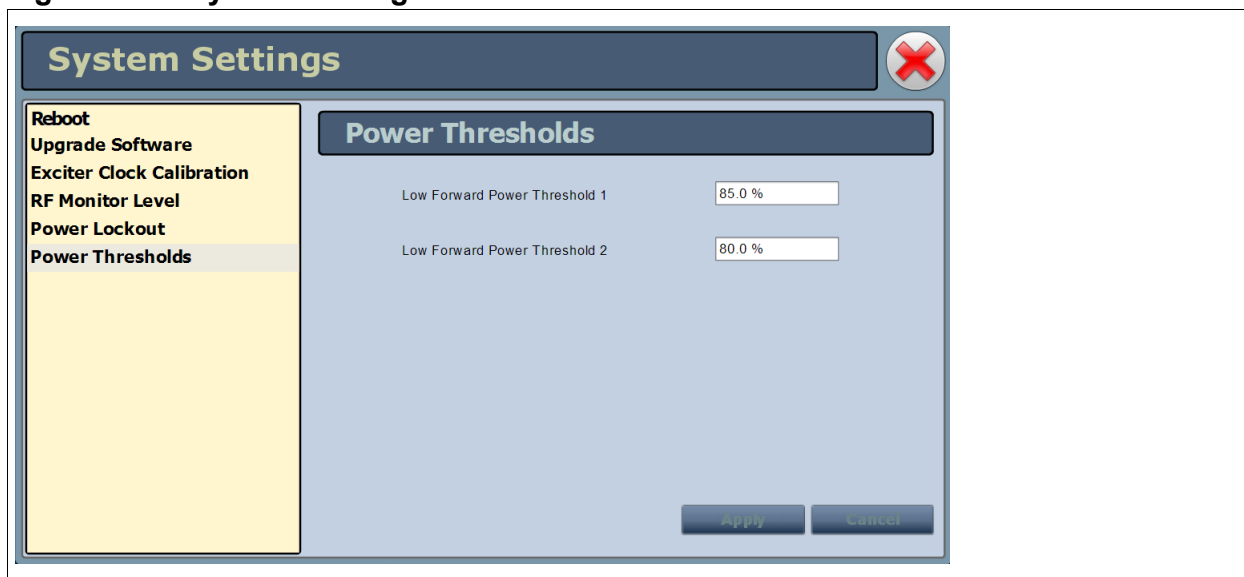 System Settings
Reboot
Upgrade Software
Exciter Clock Calibration
RF Monitor Level
Power Lockout
Power Thresholds
Power Thresholds
Low Forward Power Threshold 1
85.0 %
Low Forward Power Threshold 2
80.0 %
Apply
Cancel